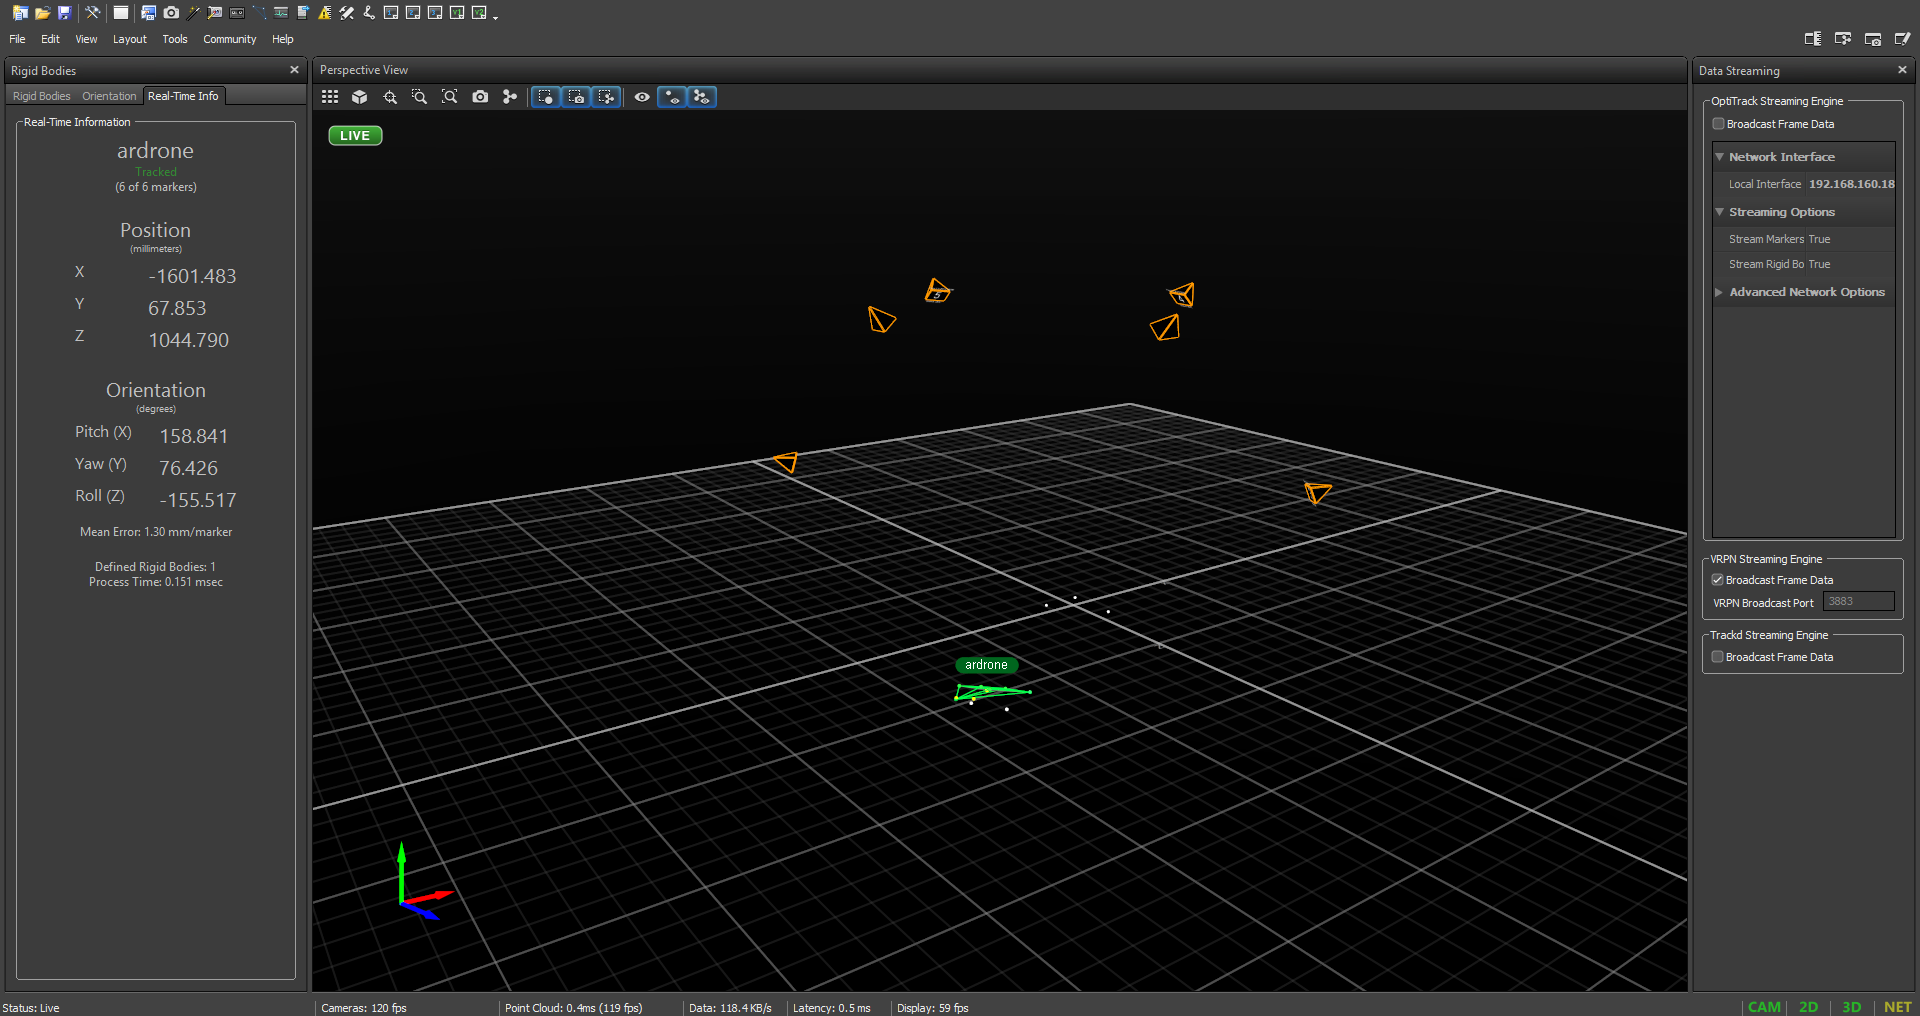 File Edit View Layout Tools Community Help
Rigid Bodies
Rigid Bodies Orientation Real-Time Info
Real-Time Information
ardrone
Tracked
(6 of 6 markers)
Position
(millimeters)
X -1601.483
Y 67.853
Z 1044.790
Orientation
(degrees)
Pitch (X) 158.841
Yaw (Y) 76.426
Roll (Z) -155.517
Mean Error: 1.30 mm/marker
Defined Rigid Bodies: 1
Process Time: 0.151 msec
Perspective View
LIVE
5
ardrone
Data Streaming
OptiTrack Streaming Engine
Broadcast Frame Data
Network Interface
Local Interface 192.168.160.18
Streaming Options
Stream Markers True
Stream Rigid Bo True
Advanced Network Options
VRPN Streaming Engine
Broadcast Frame Data
VRPN Broadcast Port 3883
Trackd Streaming Engine
Broadcast Frame Data
Status: Live Cameras: 120 fps Point Cloud: 0.4ms (119 fps) Data: 118.4 KB/s Latency: 0.5 ms Display: 59 fps CAM 2D 3D NET